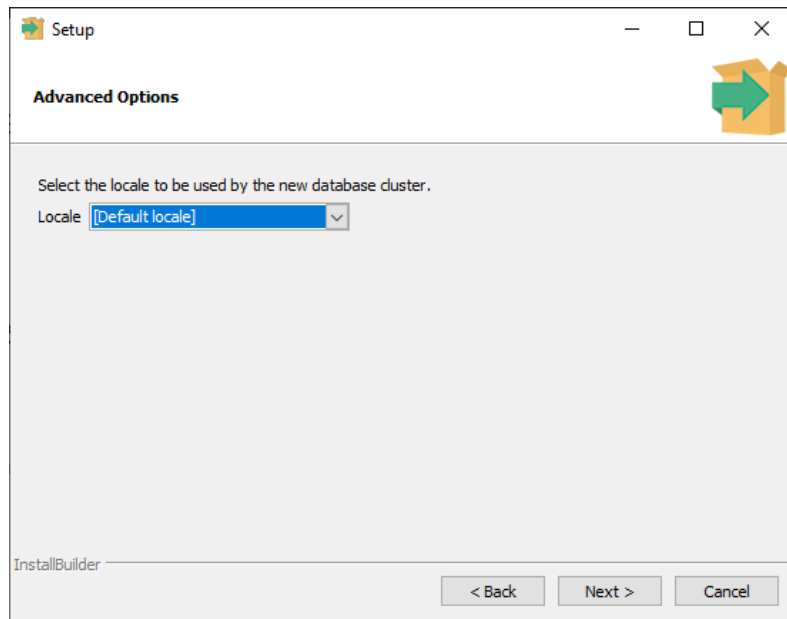 Setup
Advanced Options
Select the locale to be used by the new database cluster.
Locale [Default locale]
InstallBuilder
< Back Next > Cancel